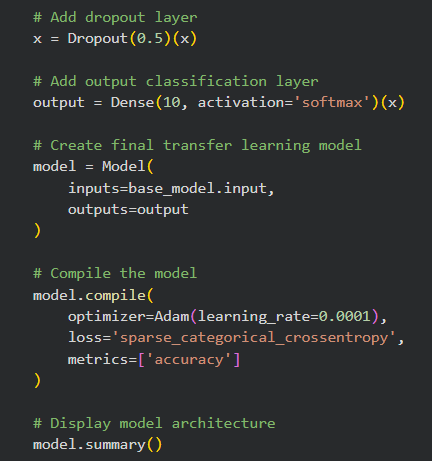 # Add dropout layer
x = Dropout(0.5)(x)
# Add output classification layer
output = Dense(10, activation='softmax')(x)
# Create final transfer learning model
model = Model(
    inputs=base_model.input,
    outputs=output
)
# Compile the model
model.compile(
    optimizer=Adam(learning_rate=0.0001),
    loss='sparse_categorical_crossentropy',
    metrics=['accuracy']
)
# Display model architecture
model.summary()